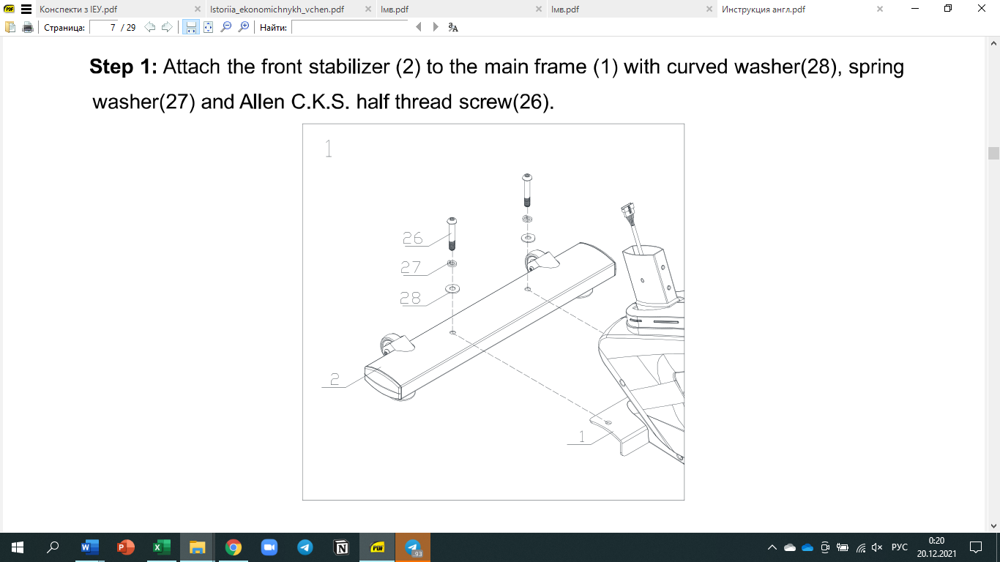 Конспекти з ІЕУ.pdf
Istoriia_ekonomichnykh_vchen.pdf
Імв.pdf
Імв.pdf
Инструкция англ.pdf
Страница: 7 / 29
Найти:
Step 1: Attach the front stabilizer (2) to the main frame (1) with curved washer(28), spring
washer(27) and Allen C.K.S. half thread screw(26).
1
26
27
28
2
1
PDF
93
РУС
0:20
20.12.2021